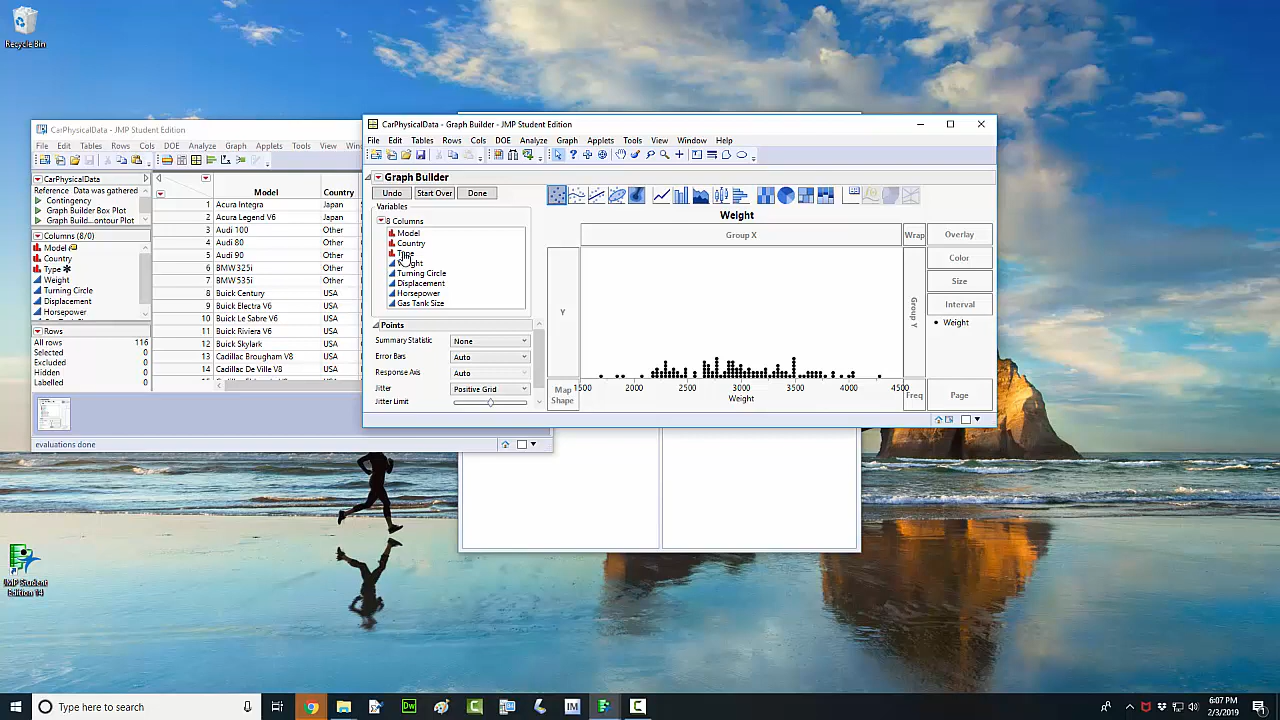 Recycle Bin
JMP Student
Edition 14
CarPhysicalData - JMP Student Edition
File Edit Tables Rows Cols DOE Analyze Graph Applets Tools View
CarPhysicalData
Reference Data was gathered
Contingency
Graph Builder Box Plot
Columns (8/0)
Model
Country
Type
Weight
Turning Circle
Displacement
Horsepower
Rows
All rows 116
Selected 0
Excluded 0
Hidden 0
Labelled 0
Model Country
1 Acura Integra Japan
2 Acura Legend V6 Japan
3 Audi 100 Other
4 Audi 80 Other
5 Audi 90 Other
6 BMW 325i Other
7 BMW 535i Other
8 Buick Century USA
9 Buick Electra V6 USA
10 Buick Le Sabre V6 USA
11 Buick Riviera V6 USA
12 Buick Skylark USA
13 Cadillac Brougham V8 USA
14 Cadillac De Ville V8 USA
evaluations done
CarPhysicalData - Graph Builder - JMP Student Edition
File Edit Tables Rows Cols DOE Analyze Graph Applets Tools View Window Help
Graph Builder
Undo Start Over Done
Variables
8 Columns
Model
Country
Type
Weight
Turning Circle
Displacement
Horsepower
Gas Tank Size
Points
Summary Statistic None
Error Bars Auto
Response Axis Auto
Jitter Positive Grid
Jitter Limit
Weight
Group X
Wrap
Overlay
Color
Size
Interval
Weight
Y
Group Y
Map
Shape
1500 2000 2500 3000 3500 4000 4500
Weight
Freq
Page
Type here to search
Dw
IM
6:07 PM
2/3/2019